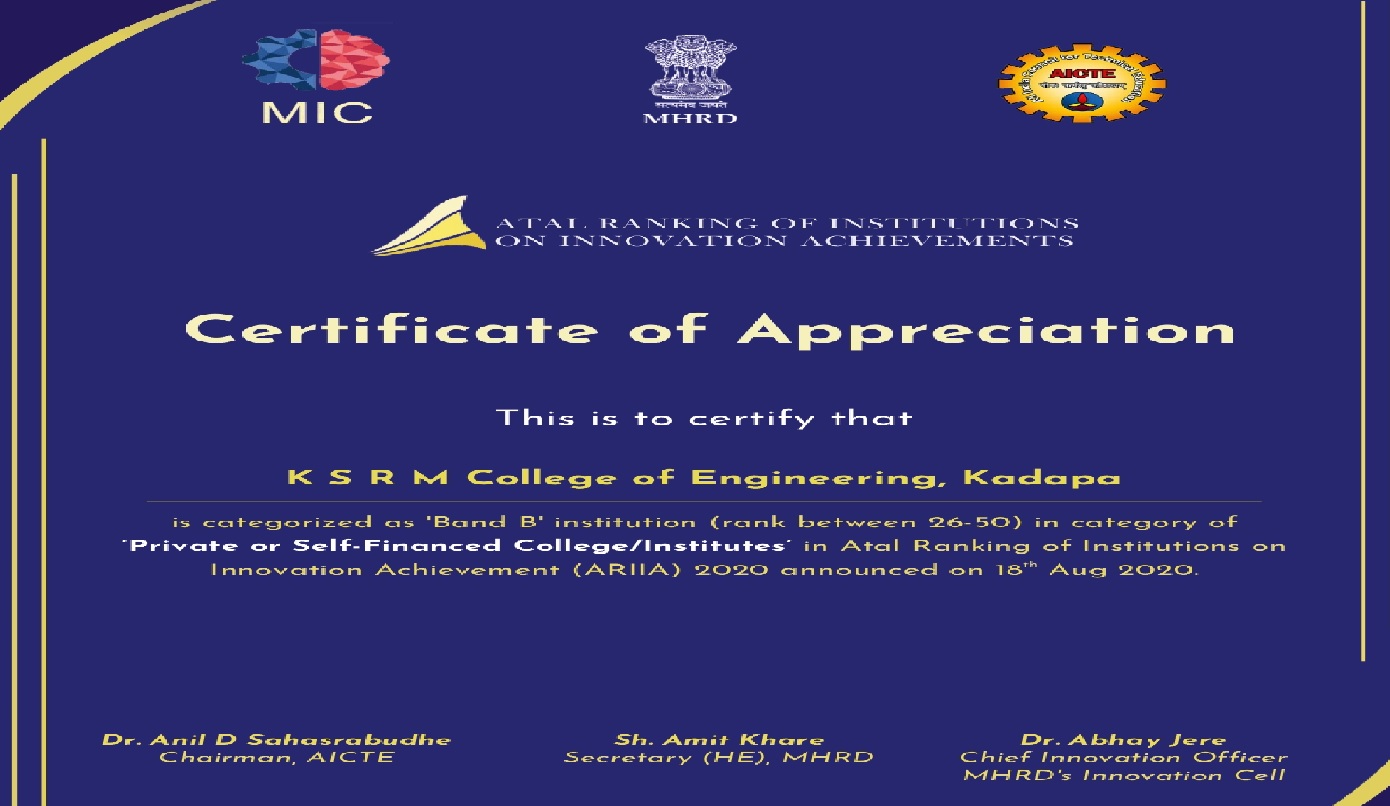 MIC
सत्यमेव जयते
MHRD
AICTE
ATAL RANKING OF INSTITUTIONS
ON INNOVATION ACHIEVEMENTS
Certificate of Appreciation
This is to certify that
K S R M College of Engineering, Kadapa
is categorized as 'Band B' institution (rank between 26-50) in category of
'Private or Self-Financed College/Institutes' in Atal Ranking of Institutions on
Innovation Achievement (ARIIA) 2020 announced on 18th Aug 2020.
Dr. Anil D Sahasrabudhe
Chairman, AICTE
Sh. Amit Khare
Secretary (HE), MHRD
Dr. Abhay Jere
Chief Innovation Officer
MHRD's Innovation Cell